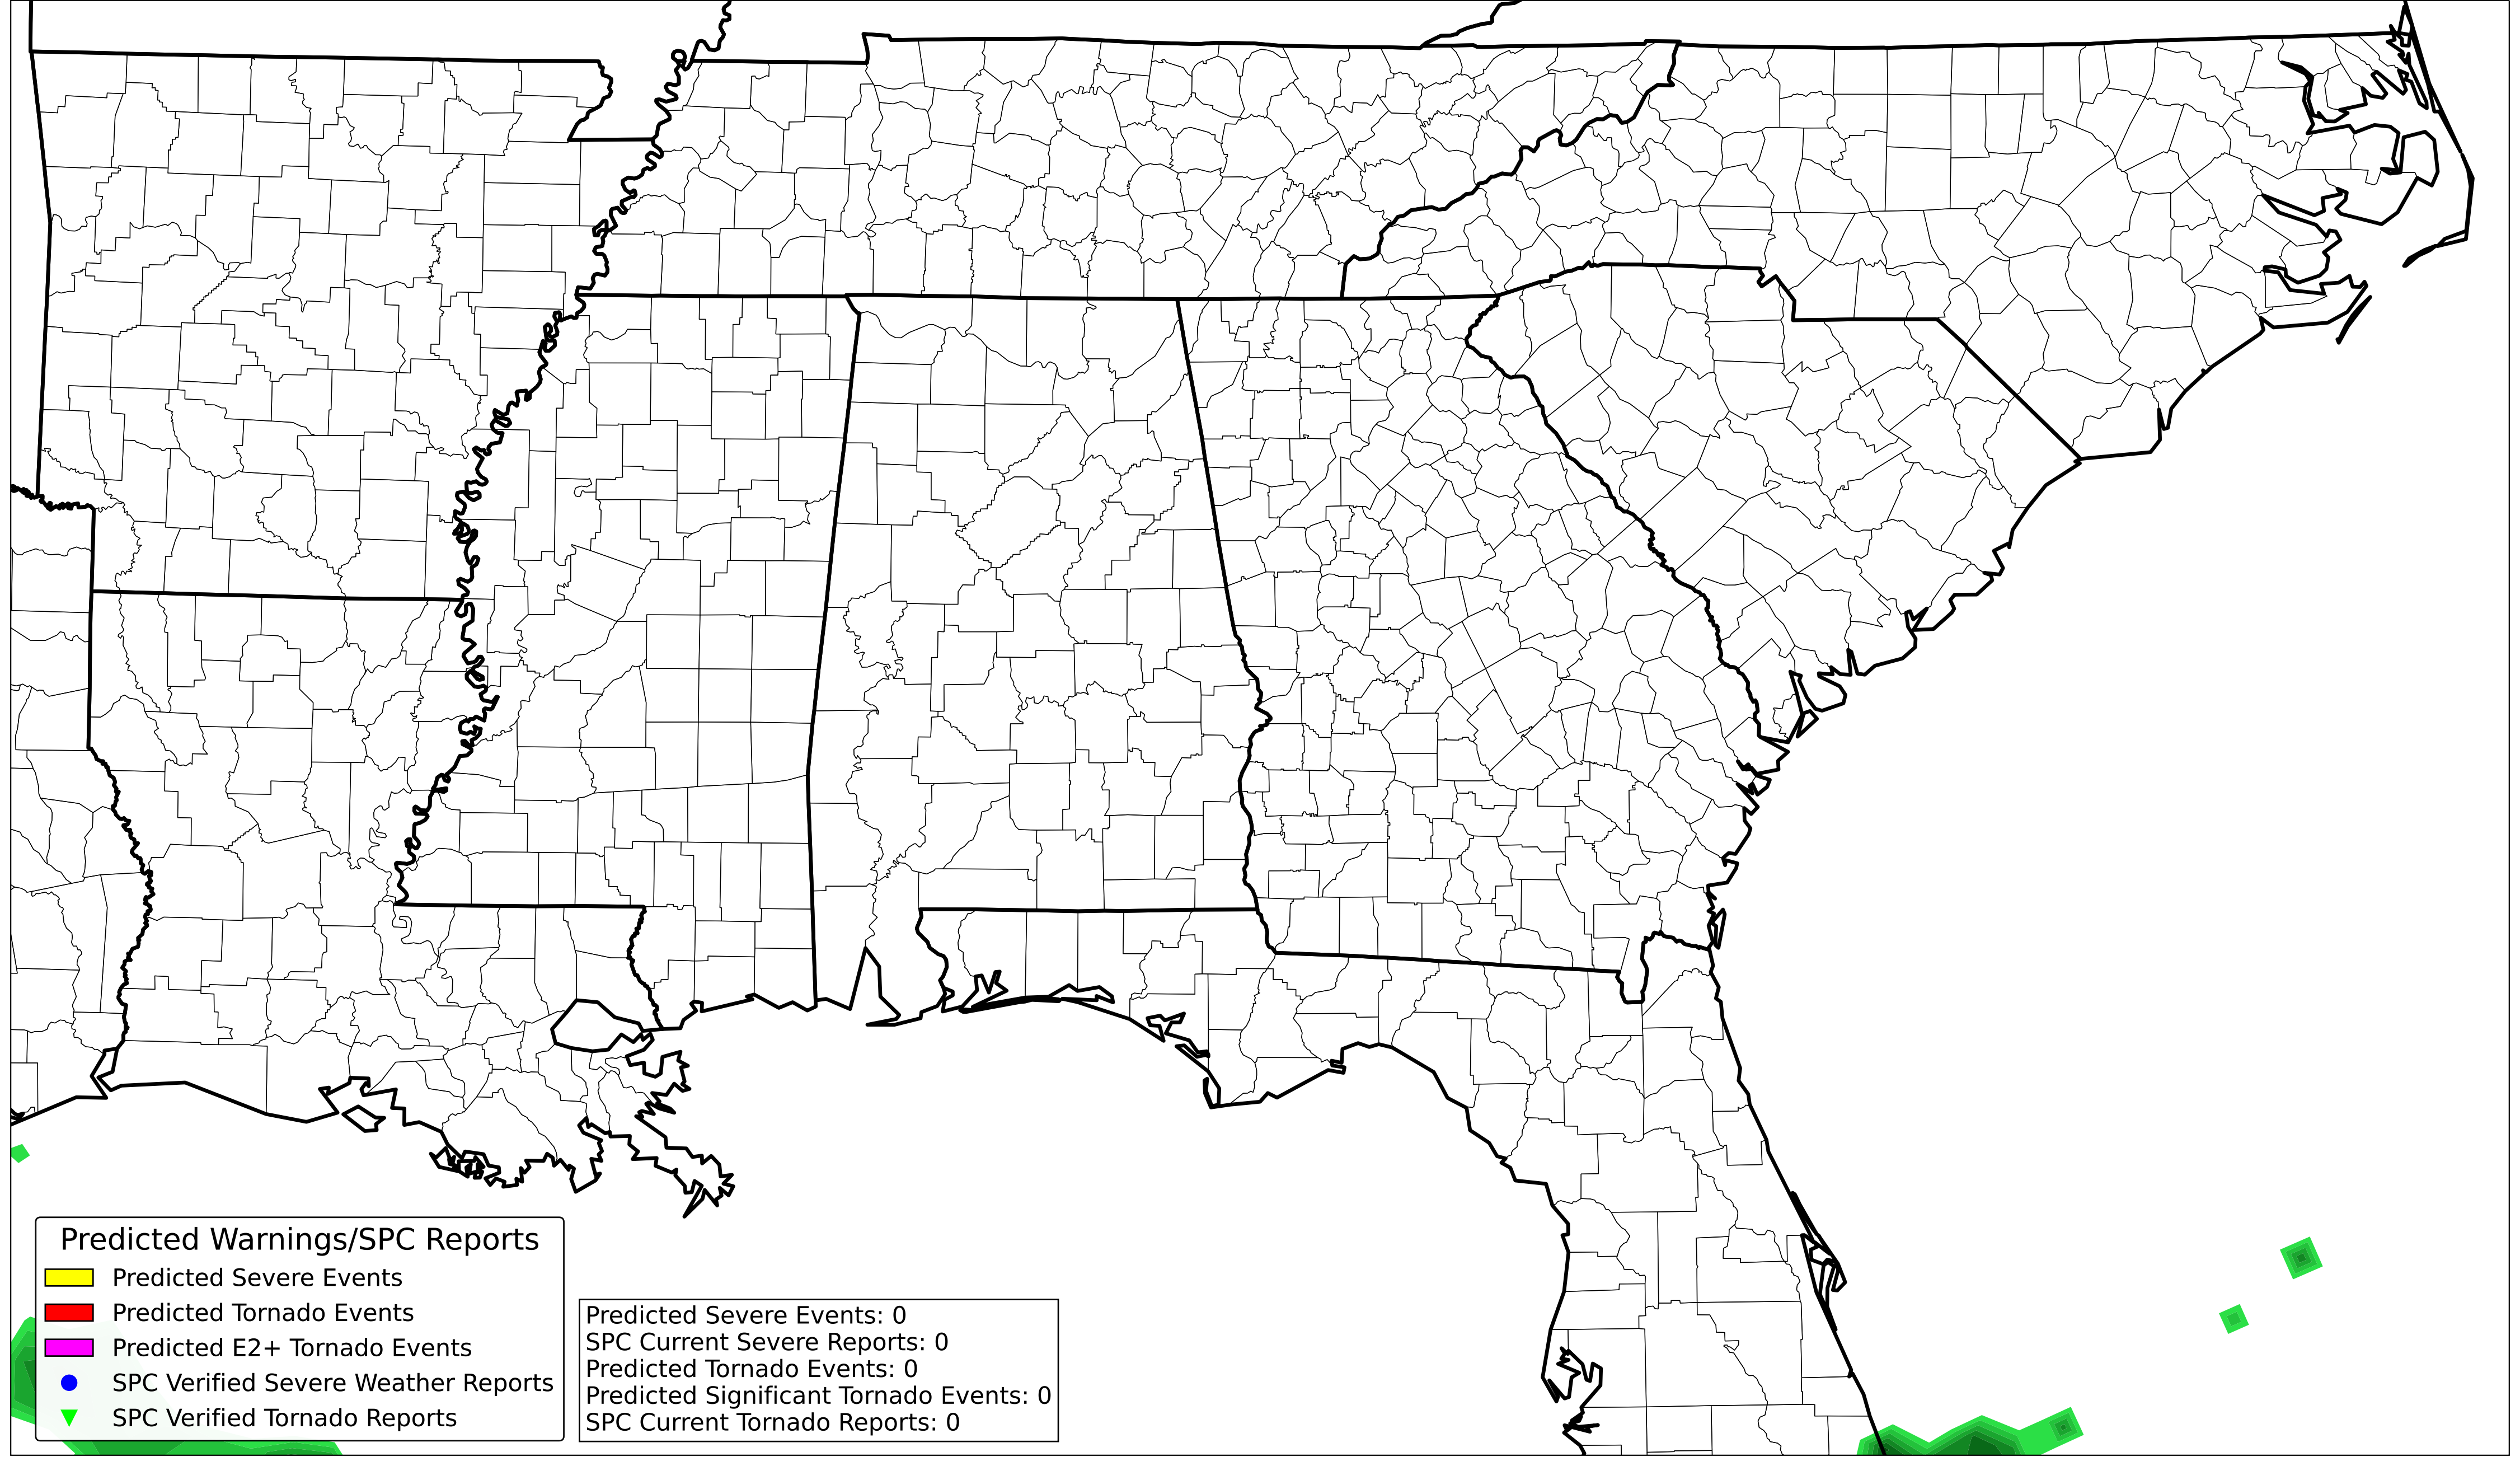 Predicted Warnings/SPC Reports
Predicted Severe Events
Predicted Tornado Events
Predicted E2+ Tornado Events
SPC Verified Severe Weather Reports
SPC Verified Tornado Reports
Predicted Severe Events: 0
SPC Current Severe Reports: 0
Predicted Tornado Events: 0
Predicted Significant Tornado Events: 0
SPC Current Tornado Reports: 0